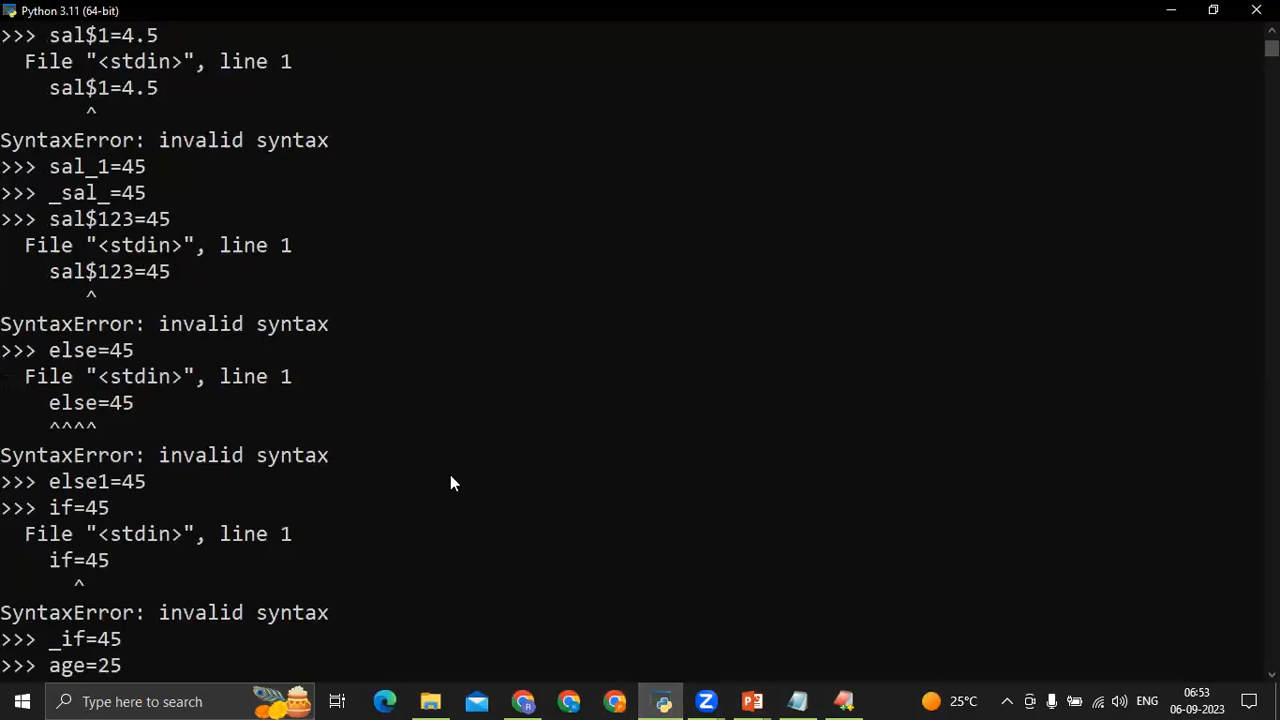 Python 3.11 (64-bit)
>>> sal$1=4.5
  File "<stdin>", line 1
    sal$1=4.5
       ^
SyntaxError: invalid syntax
>>> sal_1=45
>>> _sal_=45
>>> sal$123=45
  File "<stdin>", line 1
    sal$123=45
       ^
SyntaxError: invalid syntax
>>> else=45
  File "<stdin>", line 1
    else=45
    ^^^^
SyntaxError: invalid syntax
>>> else1=45
>>> if=45
  File "<stdin>", line 1
    if=45
      ^
SyntaxError: invalid syntax
>>> _if=45
>>> age=25
Type here to search
25°C
ENG
06:53
06-09-2023